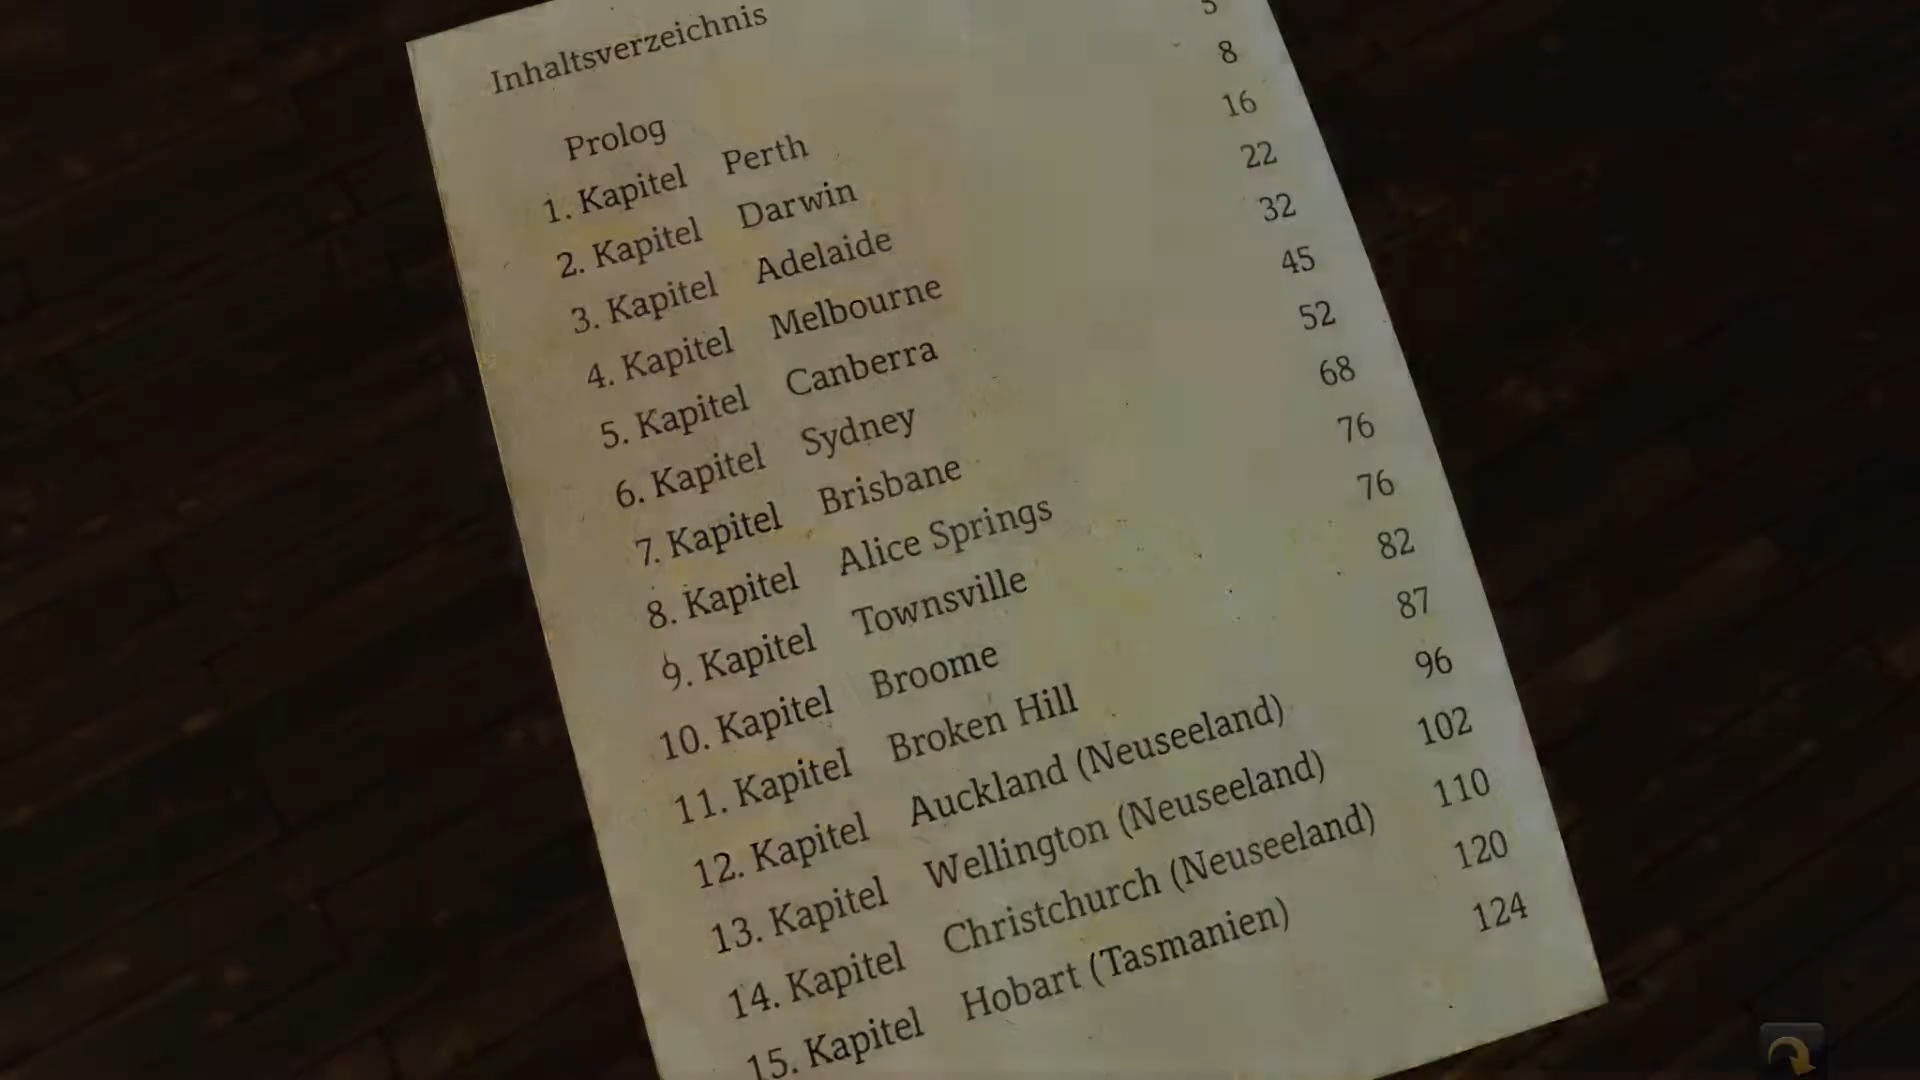 Inhaltsverzeichnis
Prolog 5
1. Kapitel Perth 8
2. Kapitel Darwin 16
3. Kapitel Adelaide 22
4. Kapitel Melbourne 32
5. Kapitel Canberra 45
6. Kapitel Sydney 52
7. Kapitel Brisbane 68
8. Kapitel Alice Springs 76
9. Kapitel Townsville 76
10. Kapitel Broome 82
11. Kapitel Broken Hill 87
12. Kapitel Auckland (Neuseeland) 96
13. Kapitel Wellington (Neuseeland) 102
14. Kapitel Christchurch (Neuseeland) 110
15. Kapitel Hobart (Tasmanien) 120
124